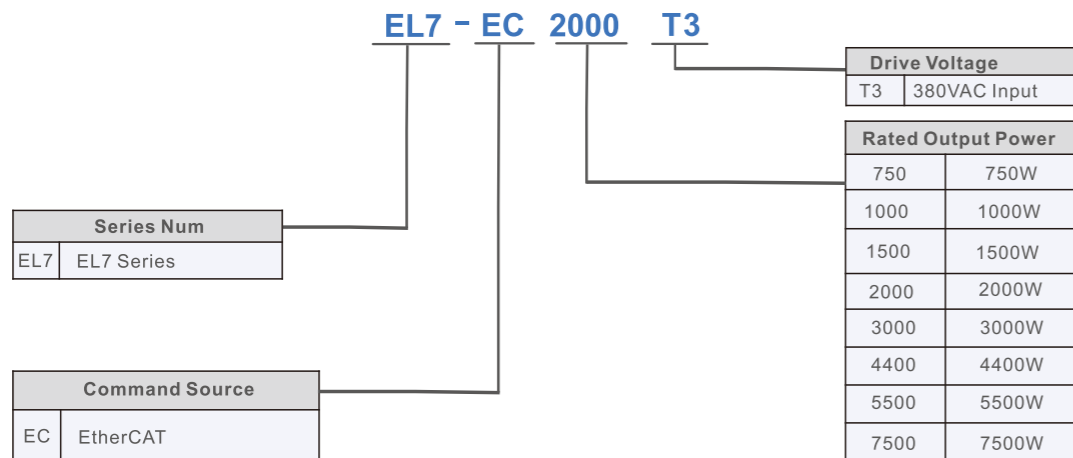 EL7 - EC 2000 T3
Drive Voltage
T3 380VAC Input
Rated Output Power
750 750W
1000 1000W
1500 1500W
2000 2000W
3000 3000W
4400 4400W
5500 5500W
7500 7500W
Series Num
EL7 EL7 Series
Command Source
EC EtherCAT